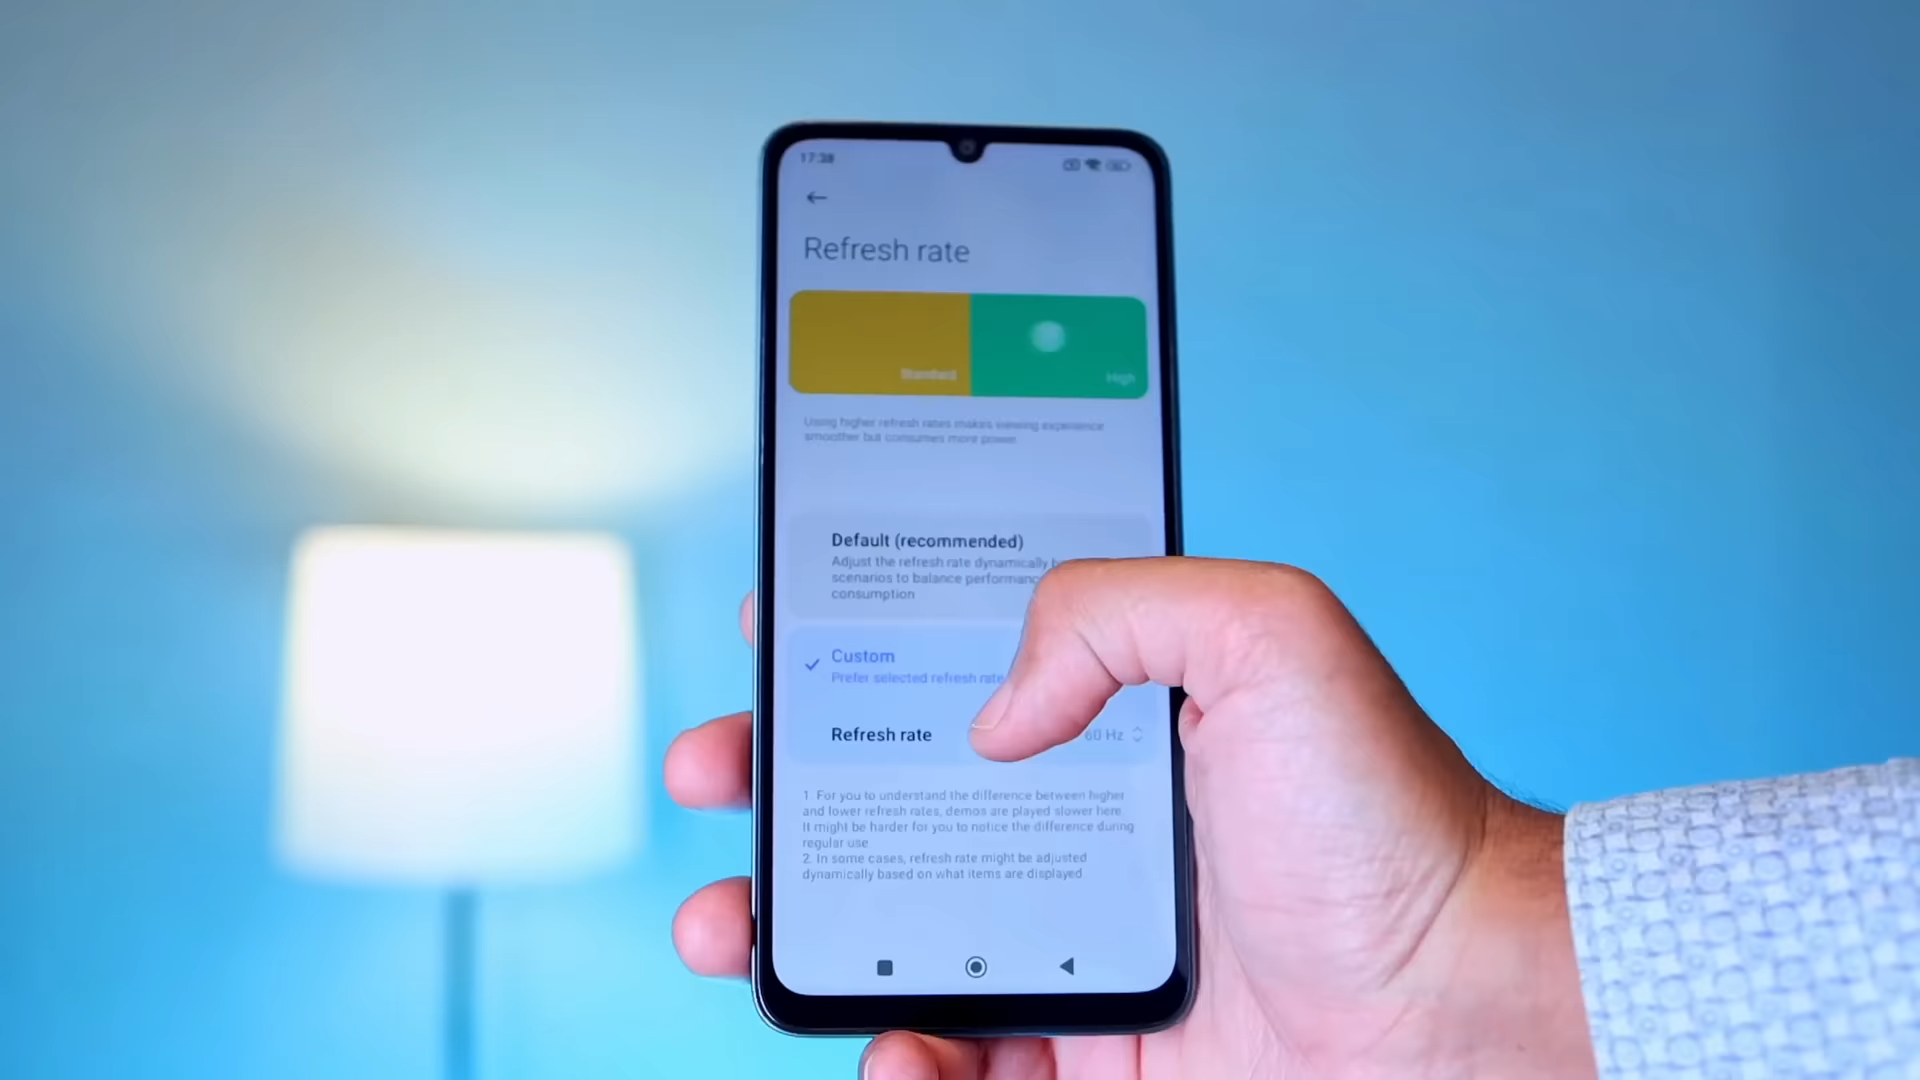 17:38
Refresh rate
Standard
High
Using higher refresh rates makes viewing experience
smoother but consumes more power
Default (recommended)
Adjust the refresh rate dynamically
scenarios to balance performanc
consumption
Custom
Prefer selected refresh rate
Refresh rate
60 Hz
1. For you to understand the difference between higher
and lower refresh rates, demos are played slower here.
It might be harder for you to notice the difference during
regular use.
2. In some cases, refresh rate might be adjusted
dynamically based on what items are displayed